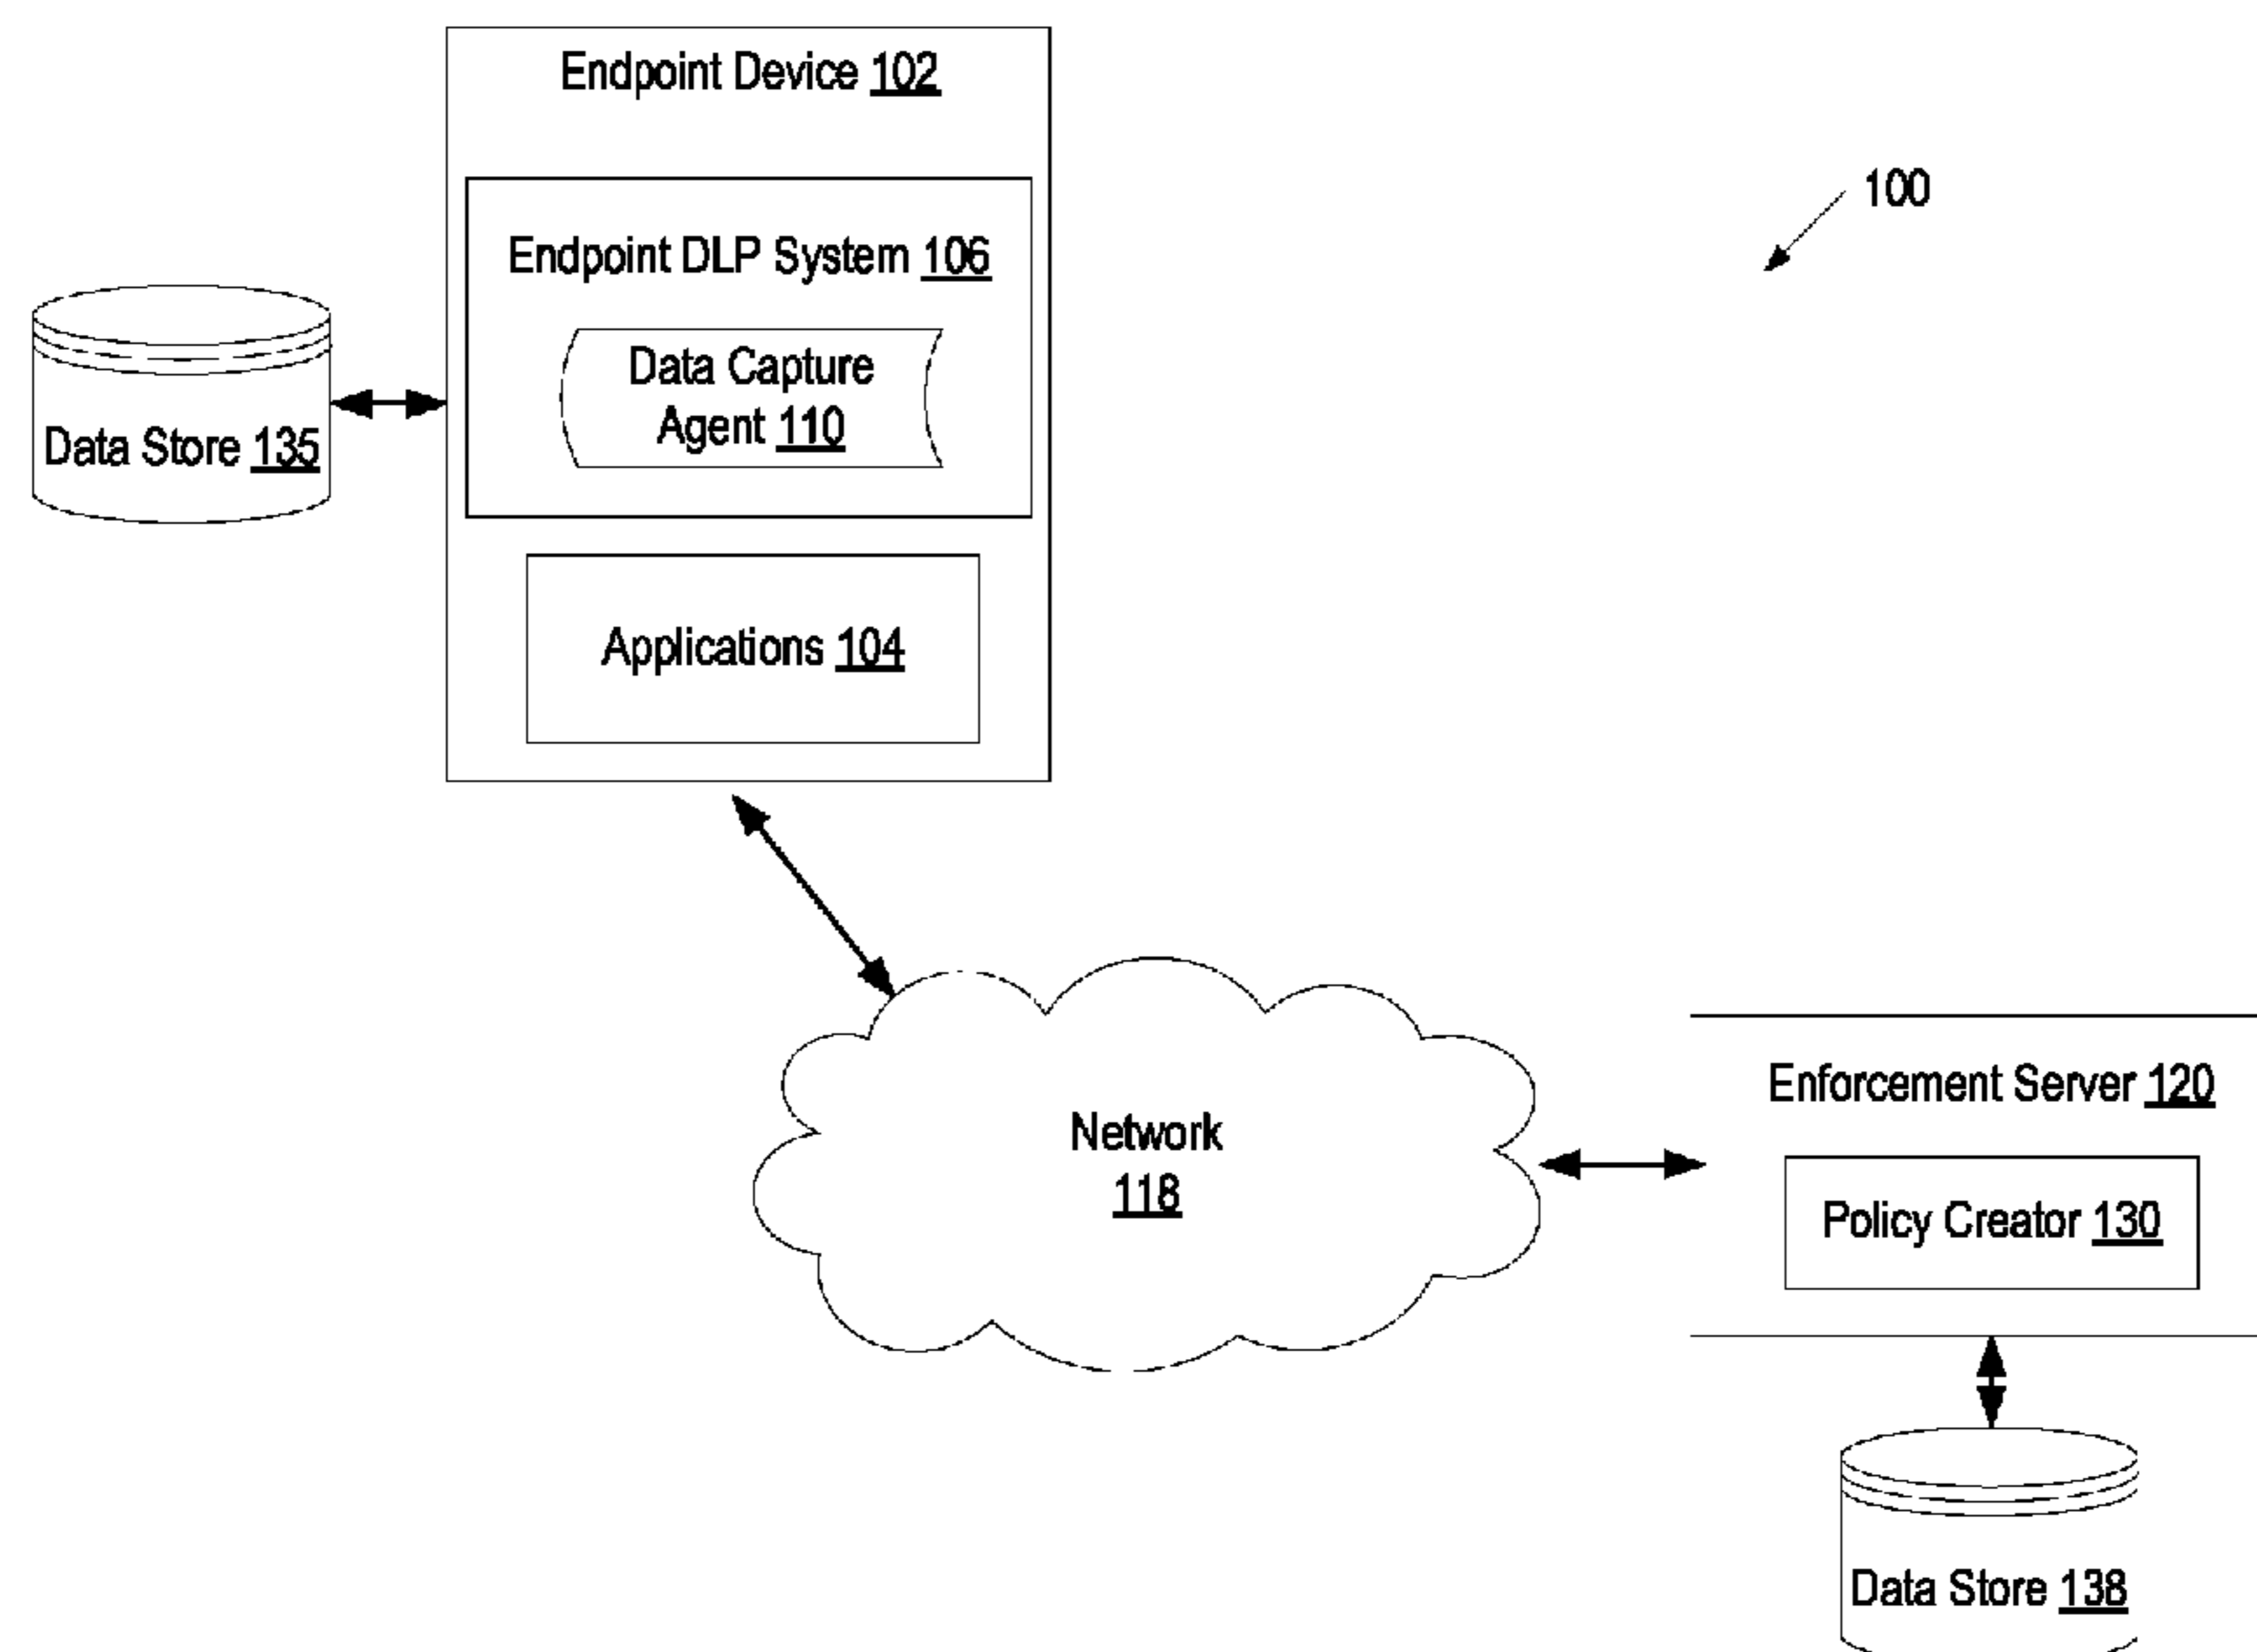 Endpoint Device 102
100
Endpoint DLP System 106
Data Capture
Agent 110
Data Store 135
Applications 104
Network
118
Enforcement Server 120
Policy Creator 130
Data Store 138